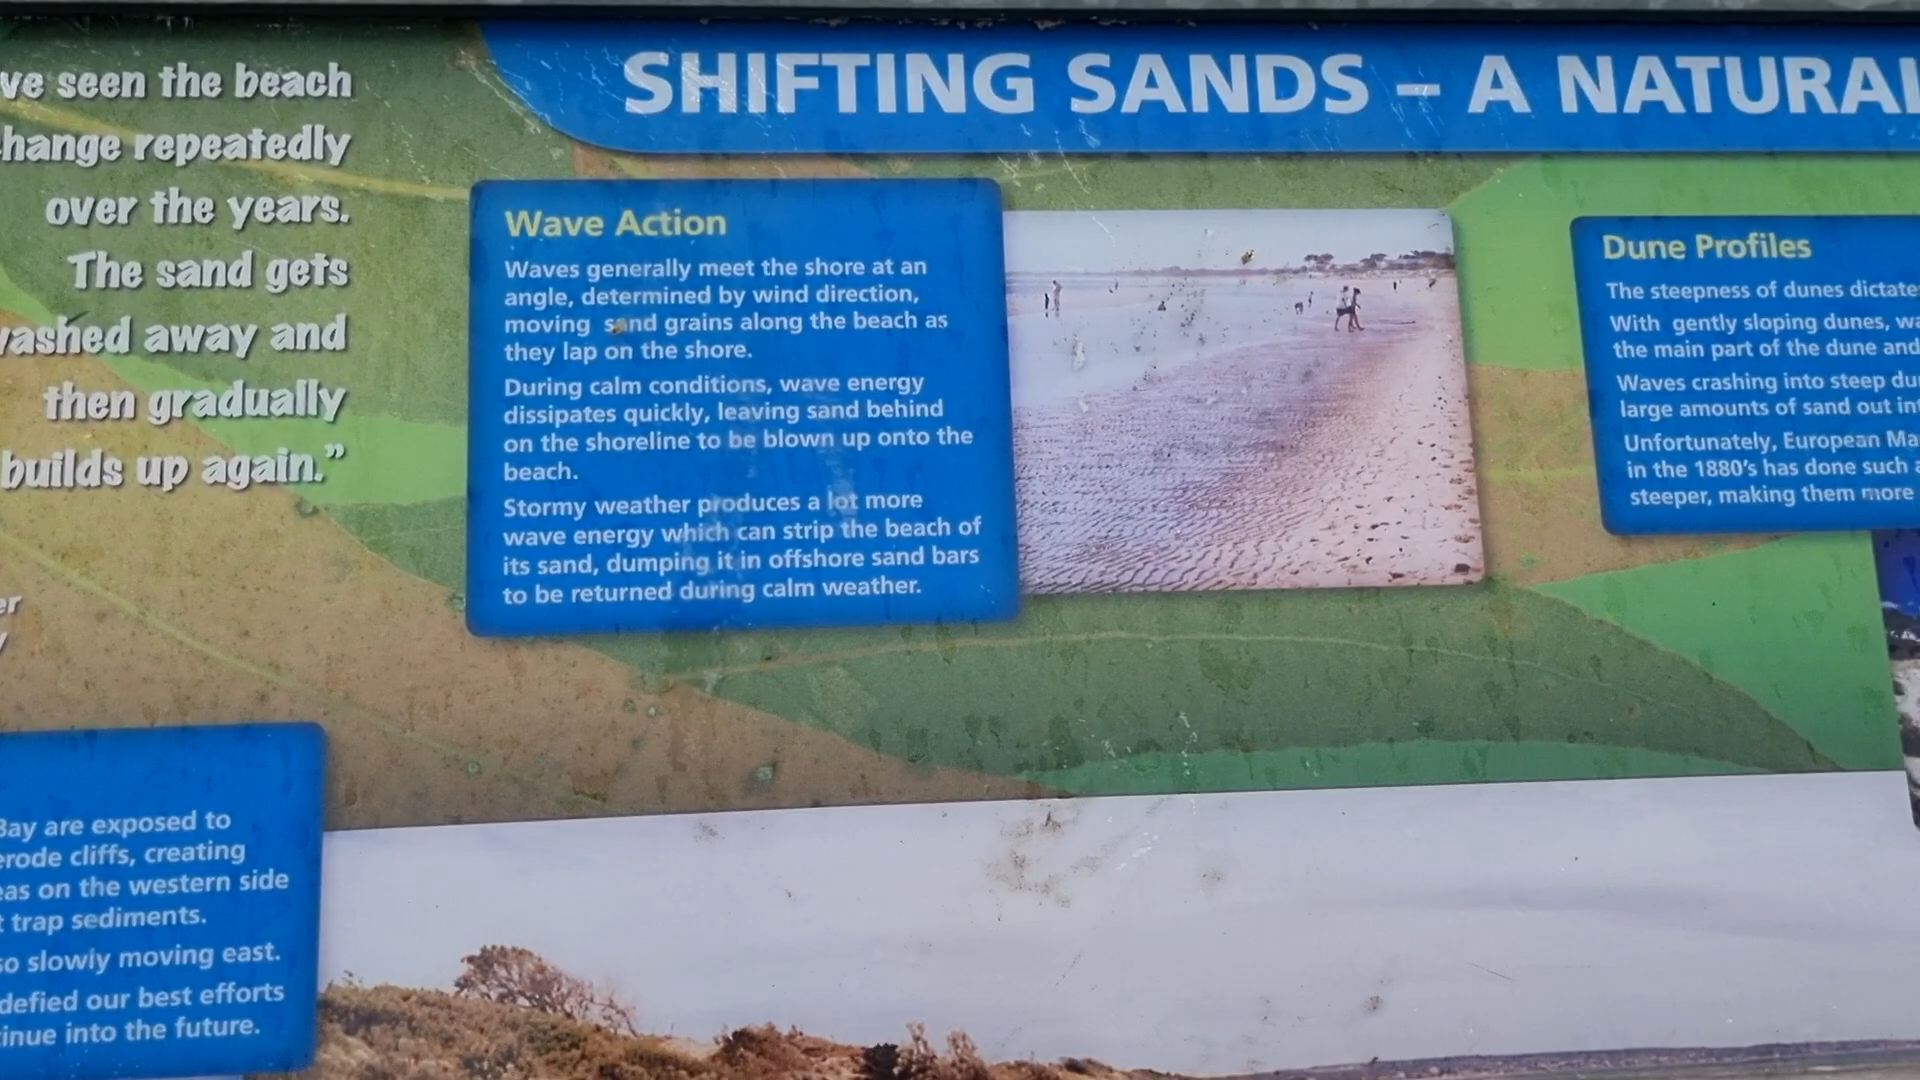 SHIFTING SANDS – A NATURAL
ve seen the beach
change repeatedly
over the years.
The sand gets
washed away and
then gradually
builds up again.”
Wave Action
Waves generally meet the shore at an
angle, determined by wind direction,
moving sand grains along the beach as
they lap on the shore.
During calm conditions, wave energy
dissipates quickly, leaving sand behind
on the shoreline to be blown up onto the
beach.
Stormy weather produces a lot more
wave energy which can strip the beach of
its sand, dumping it in offshore sand bars
to be returned during calm weather.
Dune Profiles
The steepness of dunes dictate
With gently sloping dunes, wa
the main part of the dune and
Waves crashing into steep du
large amounts of sand out in
Unfortunately, European Ma
in the 1880's has done such a
steeper, making them more
er
y
Bay are exposed to
erode cliffs, creating
eas on the western side
t trap sediments.
so slowly moving east.
defied our best efforts
tinue into the future.